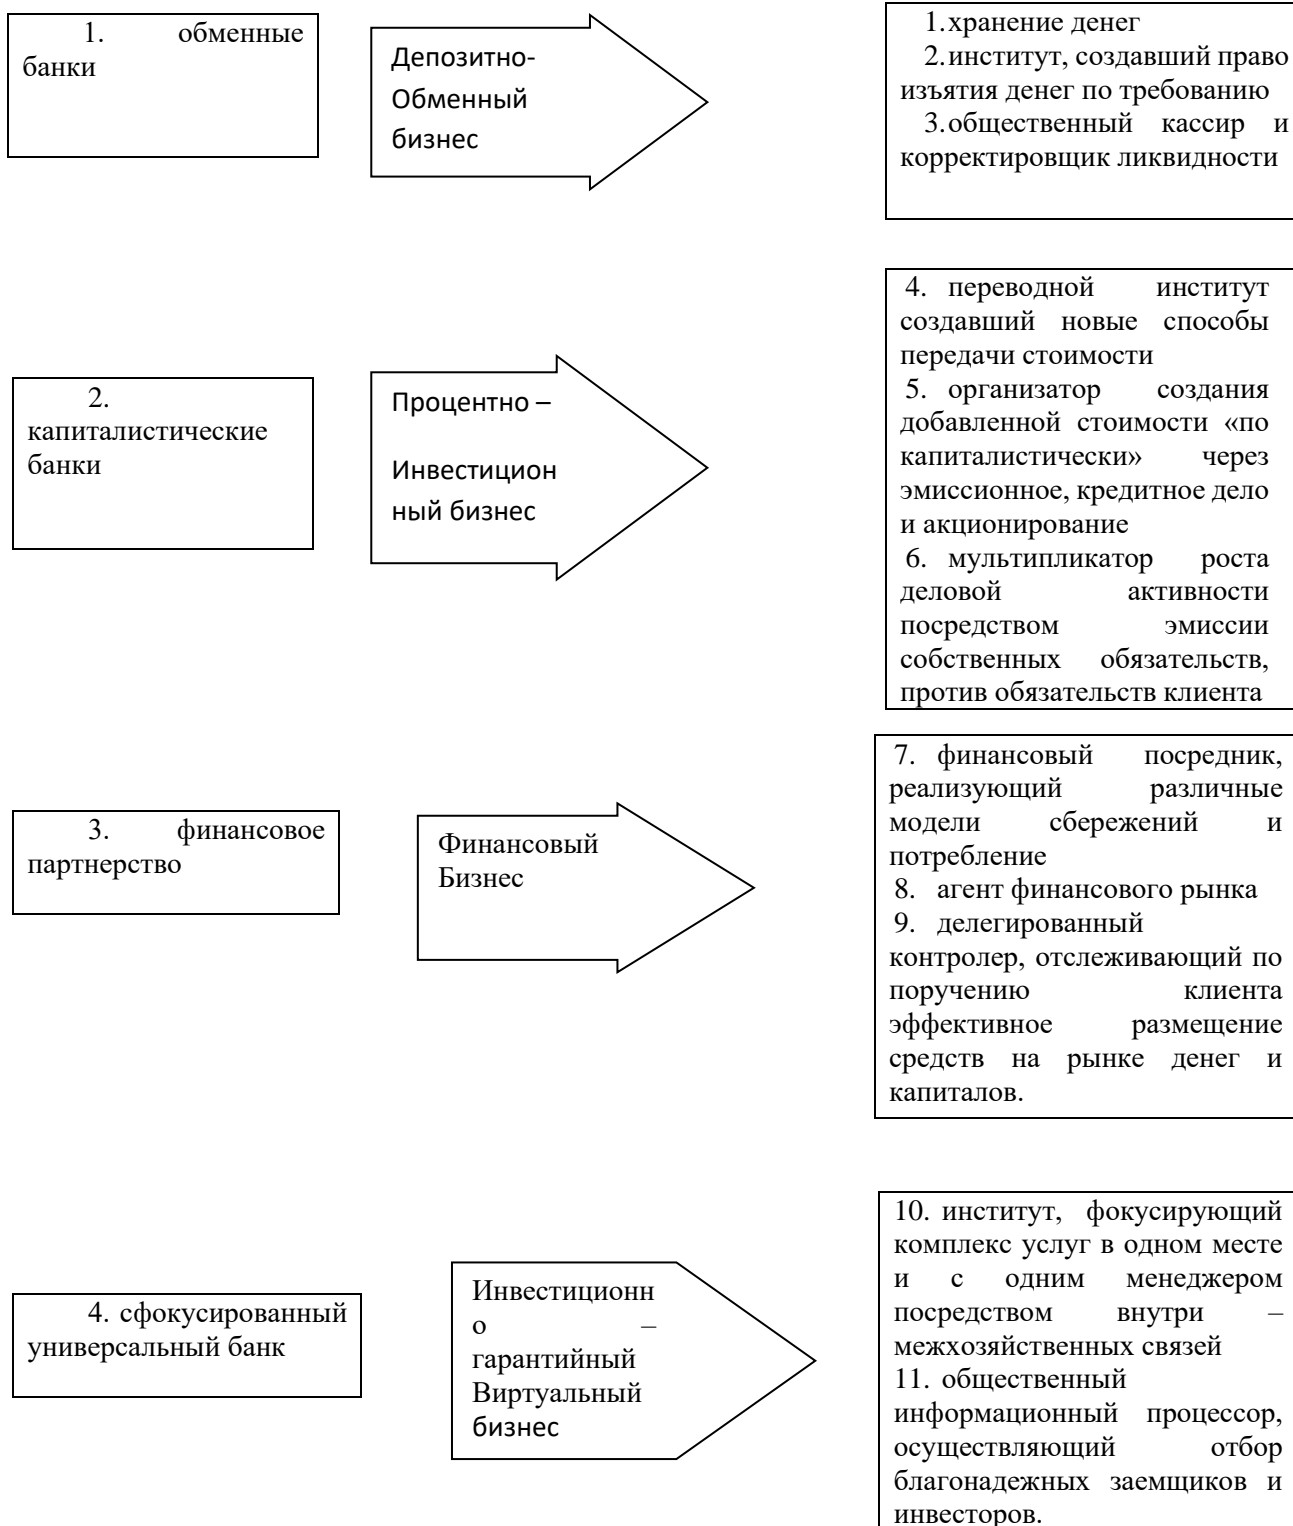 1. обменные
банки
Депозитно-
Обменный
бизнес
1.хранение денег
2.институт, создавший право
изъятия денег по требованию
3.общественный кассир и
корректировщик ликвидности
2.
капиталистические
банки
Процентно –
Инвестицион
ный бизнес
4. переводной институт
создавший новые способы
передачи стоимости
5. организатор создания
добавленной стоимости «по
капиталистически» через
эмиссионное, кредитное дело
и акционирование
6. мультипликатор роста
деловой активности
посредством эмиссии
собственных обязательств,
против обязательств клиента
3. финансовое
партнерство
Финансовый
Бизнес
7. финансовый посредник,
реализующий различные
модели сбережений и
потребление
8. агент финансового рынка
9. делегированный
контролер, отслеживающий по
поручению клиента
эффективное размещение
средств на рынке денег и
капиталов.
4. сфокусированный
универсальный банк
Инвестиционн
о –
гарантийный
Виртуальный
бизнес
10. институт, фокусирующий
комплекс услуг в одном месте
и с одним менеджером
посредством внутри –
межхозяйственных связей
11. общественный
информационный процессор,
осуществляющий отбор
благонадежных заемщиков и
инвесторов.